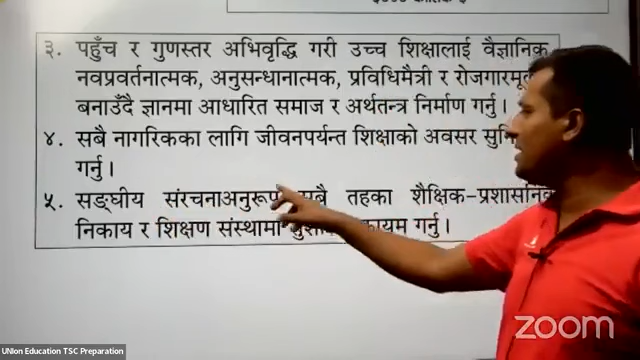 ३. पहुँच र गुणस्तर अभिवृद्धि गरी उच्च शिक्षालाई वैज्ञानिक,
नवप्रवर्तनात्मक, अनुसन्धानात्मक, प्रविधिमैत्री र
बनाउँदै ज्ञानमा आधारित समाज र अर्थतन्त्र निर्माण गर्नु।
४. सबै नागरिकका लागि जीवनपर्यन्त शिक्षाको अवसर
गर्नु।
५. सङ्घीय संरचनाअनुरूप सबै तहका शैक्षिक-प्रशासनिक
निकाय र शिक्षण संस्थामा गर्नु।
zoom
UNIon Education TSC Preparation